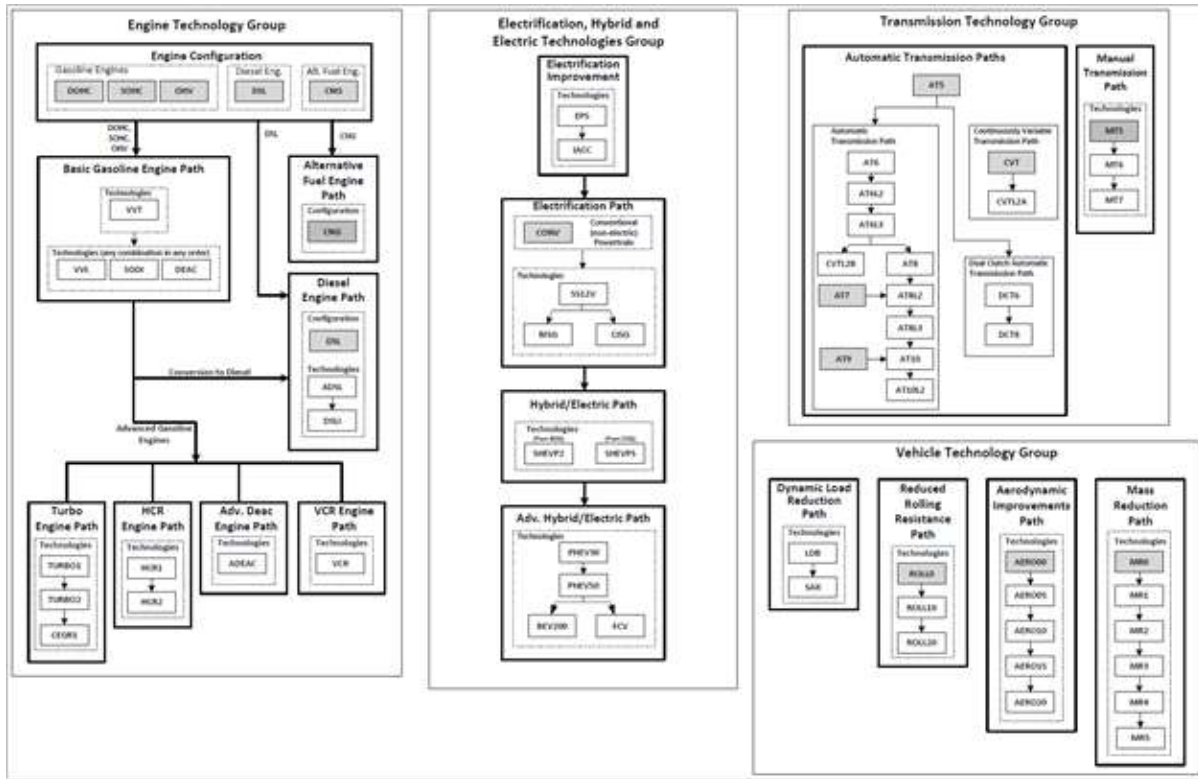 Engine Technology Group
Engine Configuration
Gasoline Engines
Diesel Eng.
Alt. Fuel Eng.
DOHC
SOHC
OHV
DSL
CNG
DOHC,
SOHC,
OHV
DSL
CNG
Basic Gasoline Engine Path
Technologies
VVT
Technologies (any combination in any order)
VVL
SGDI
DEAC
Alternative
Fuel Engine
Path
Configuration
CNG
Diesel
Engine Path
Configuration
DSL
Technologies
ADSL
DSLI
Conversion to Diesel
Advanced Gasoline
Engines
Turbo
Engine Path
Technologies
TURBO1
TURBO2
CEGR1
HCR
Engine Path
Technologies
HCR1
HCR2
Adv. Deac
Engine Path
Technologies
ADEAC
VCR Engine
Path
Technologies
VCR
Electrification, Hybrid and
Electric Technologies Group
Electrification
Improvement
Technologies
EPS
IACC
Electrification Path
CONV
Conventional
(non-electric)
Powertrain
Technologies
SS12V
BISG
CISG
Hybrid/Electric Path
Technologies
SHEVP2
SHEVPS
Adv. Hybrid/Electric Path
Technologies
PHEV30
PHEV50
BEV200
FCV
Transmission Technology Group
Automatic Transmission Paths
AT5
Automatic
Transmission Path
AT6
AT6L2
AT6L3
CVTL2B
AT8
AT7
AT8L2
AT8L3
AT9
AT10
AT10L2
Continuously Variable
Transmission Path
CVT
CVTL2A
Dual Clutch Automatic
Transmission Path
DCT6
DCT8
Manual
Transmission
Path
Technologies
MT5
MT6
MT7
Vehicle Technology Group
Dynamic Load
Reduction
Path
Technologies
LDB
SAX
Reduced
Rolling
Resistance
Path
Technologies
ROLL0
ROLL10
ROLL20
Aerodynamic
Improvements
Path
Technologies
AERO00
AERO05
AERO10
AERO15
AERO20
Mass
Reduction
Path
Technologies
MR0
MR1
MR2
MR3
MR4
MR5